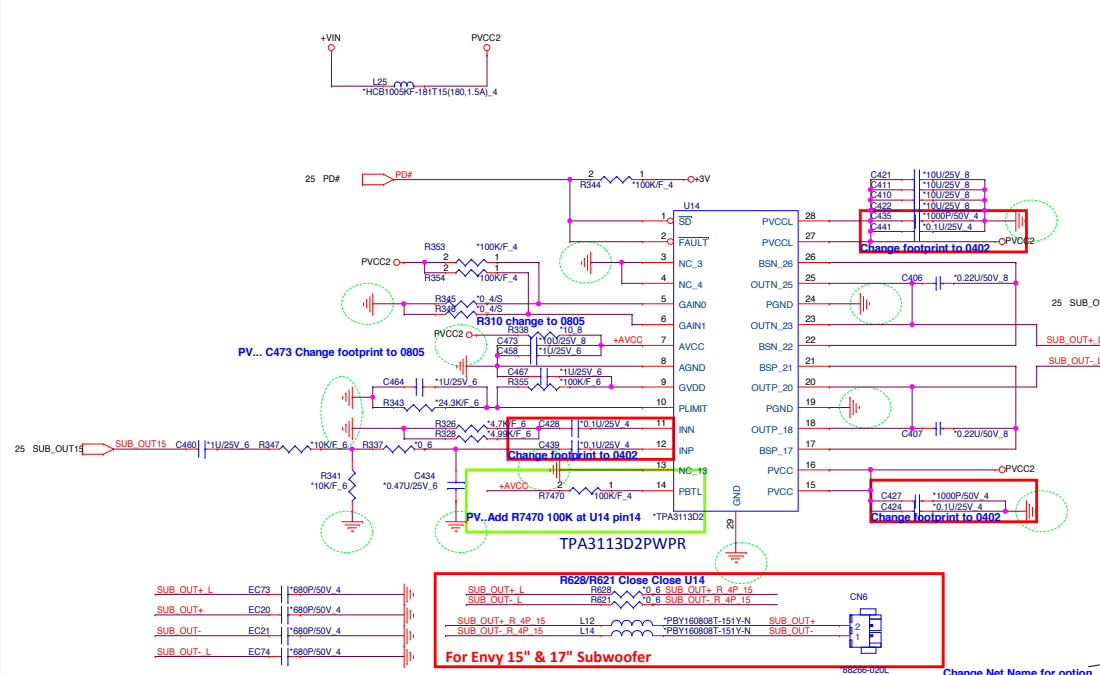 +VIN
PVCC2
L25
*HCB1005KF-181T15(180,1.5A)_4
25 PD#
PD#
2
1
R344
*100K/F_4
+3V
U14
C421
*10U/25V_8
C411
*10U/25V_8
C410
*10U/25V_8
C422
*10U/25V_8
C435
*1000P/50V_4
C441
*0.1U/25V_4
PVCC2
Change footprint to 0402
1
SD
2
FAULT
3
NC_3
4
NC_4
5
GAIN0
6
GAIN1
7
AVCC
8
AGND
9
GVDD
10
PLIMIT
11
INN
12
INP
13
NC_13
14
PBTL
28
PVCCL
27
PVCCL
26
BSN_26
25
OUTN_25
24
PGND
23
OUTN_23
22
BSN_22
21
BSP_21
20
OUTP_20
19
PGND
18
OUTP_18
17
BSP_17
16
PVCC
15
PVCC
GND
29
R353
*100K/F_4
PVCC2
2
1
2
1
R354
*100K/F_4
R345
*0_4/S
*0_4/S
R310 change to 0805
R338
*10_8
PVCC2
C473
*10U/25V_8
C458
*1U/25V_6
+AVCC
PV... C473 Change footprint to 0805
C467
*1U/25V_6
R355
*100K/F_6
C464
*1U/25V_6
R343
*24.3K/F_6
R326
*4.7K/F_6
R328
*4.99K/F_6
C428
*0.1U/25V_4
C439
*0.1U/25V_4
Change footprint to 0402
25 SUB_OUT15
SUB_OUT15
C460
*1U/25V_6
R347
*10K/F_6
R337
*0_6
R341
*10K/F_6
C434
*0.47U/25V_6
+AVCC
2
1
R7470
100K/F_4
PV..Add R7470 100K at U14 pin14
*TPA3113D2
TPA3113D2PWPR
C406
*0.22U/50V_8
25 SUB_O
SUB_OUT+_L
SUB_OUT-_L
C407
*0.22U/50V_8
PVCC2
C427
*1000P/50V_4
C424
*0.1U/25V_4
Change footprint to 0402
SUB_OUT+_L
EC73
*680P/50V_4
SUB_OUT+
EC20
*680P/50V_4
SUB_OUT-
EC21
*680P/50V_4
SUB_OUT-_L
EC74
*680P/50V_4
R628/R621 Close Close U14
SUB_OUT+_L
R628
*0_6
SUB_OUT+_R_4P_15
SUB_OUT-_L
R621
*0_6
SUB_OUT-_R_4P_15
SUB_OUT+_R_4P_15
L12
*PBY160808T-151Y-N
SUB_OUT+
SUB_OUT-_R_4P_15
L14
*PBY160808T-151Y-N
SUB_OUT-
CN6
2
1
*88266-020L
For Envy 15" & 17" Subwoofer
Change Net Name for option